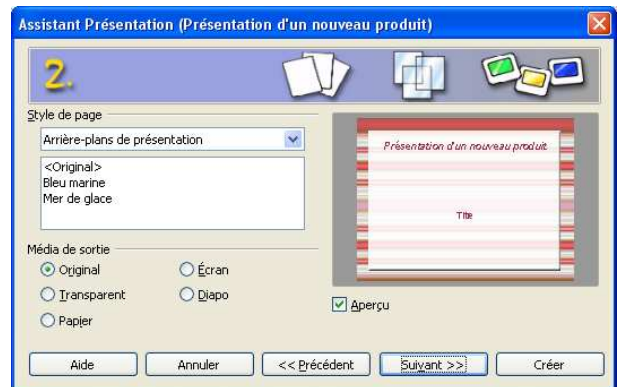 Assistant Présentation (Présentation d'un nouveau produit)
2.
Style de page
Arrière-plans de présentation
<Original>
Bleu marine
Mer de glace
Présentation d'un nouveau produit
Titre
Média de sortie
Original
Écran
Transparent
Diapo
Papier
Aperçu
Aide
Annuler
<< Précédent
Suivant >>
Créer